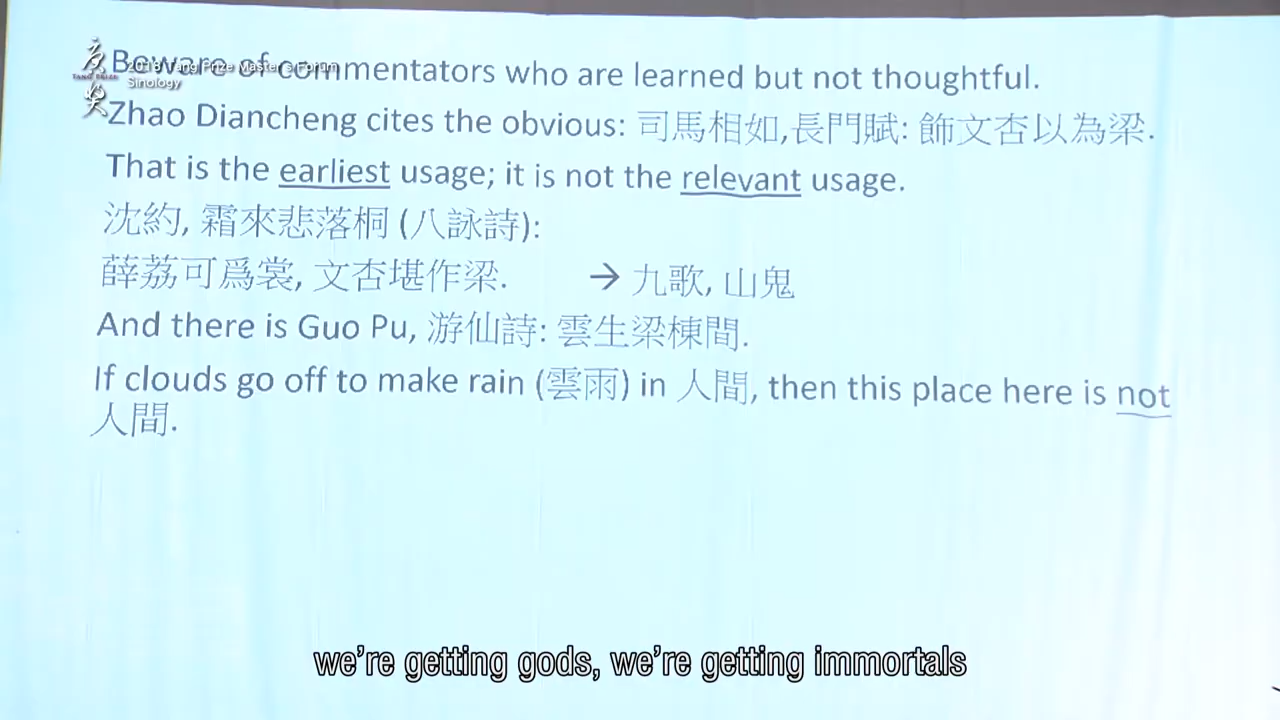 唐獎
TANG PRIZE
2018 Tang Prize Masters' Forum
Sinology
Beware of commentators who are learned but not thoughtful.
Zhao Diancheng cites the obvious: 司馬相如,長門賦: 飾文杏以為梁.
That is the earliest usage; it is not the relevant usage.
沈約, 霜來悲落桐 (八詠詩):
薜荔可爲裳, 文杏堪作梁. → 九歌, 山鬼
And there is Guo Pu, 游仙詩: 雲生梁棟間.
If clouds go off to make rain (雲雨) in 人間, then this place here is not
人間.
we're getting gods, we're getting immortals